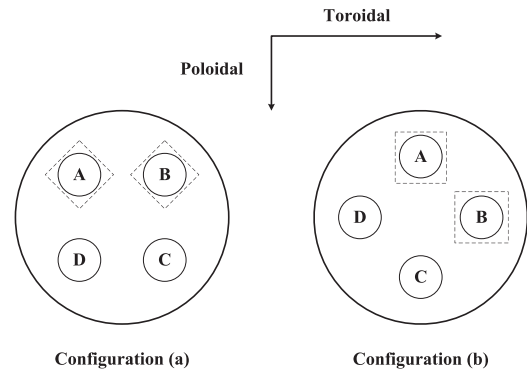 Toroidal
Poloidal
A B
D C
A
D B
C
Configuration (a) Configuration (b)